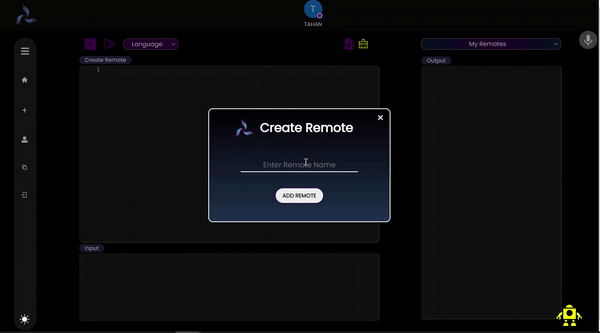 T
TAHAN
Language
My Remotes
Create Remote
Output
1
Create Remote
Enter Remote Name
ADD REMOTE
Input